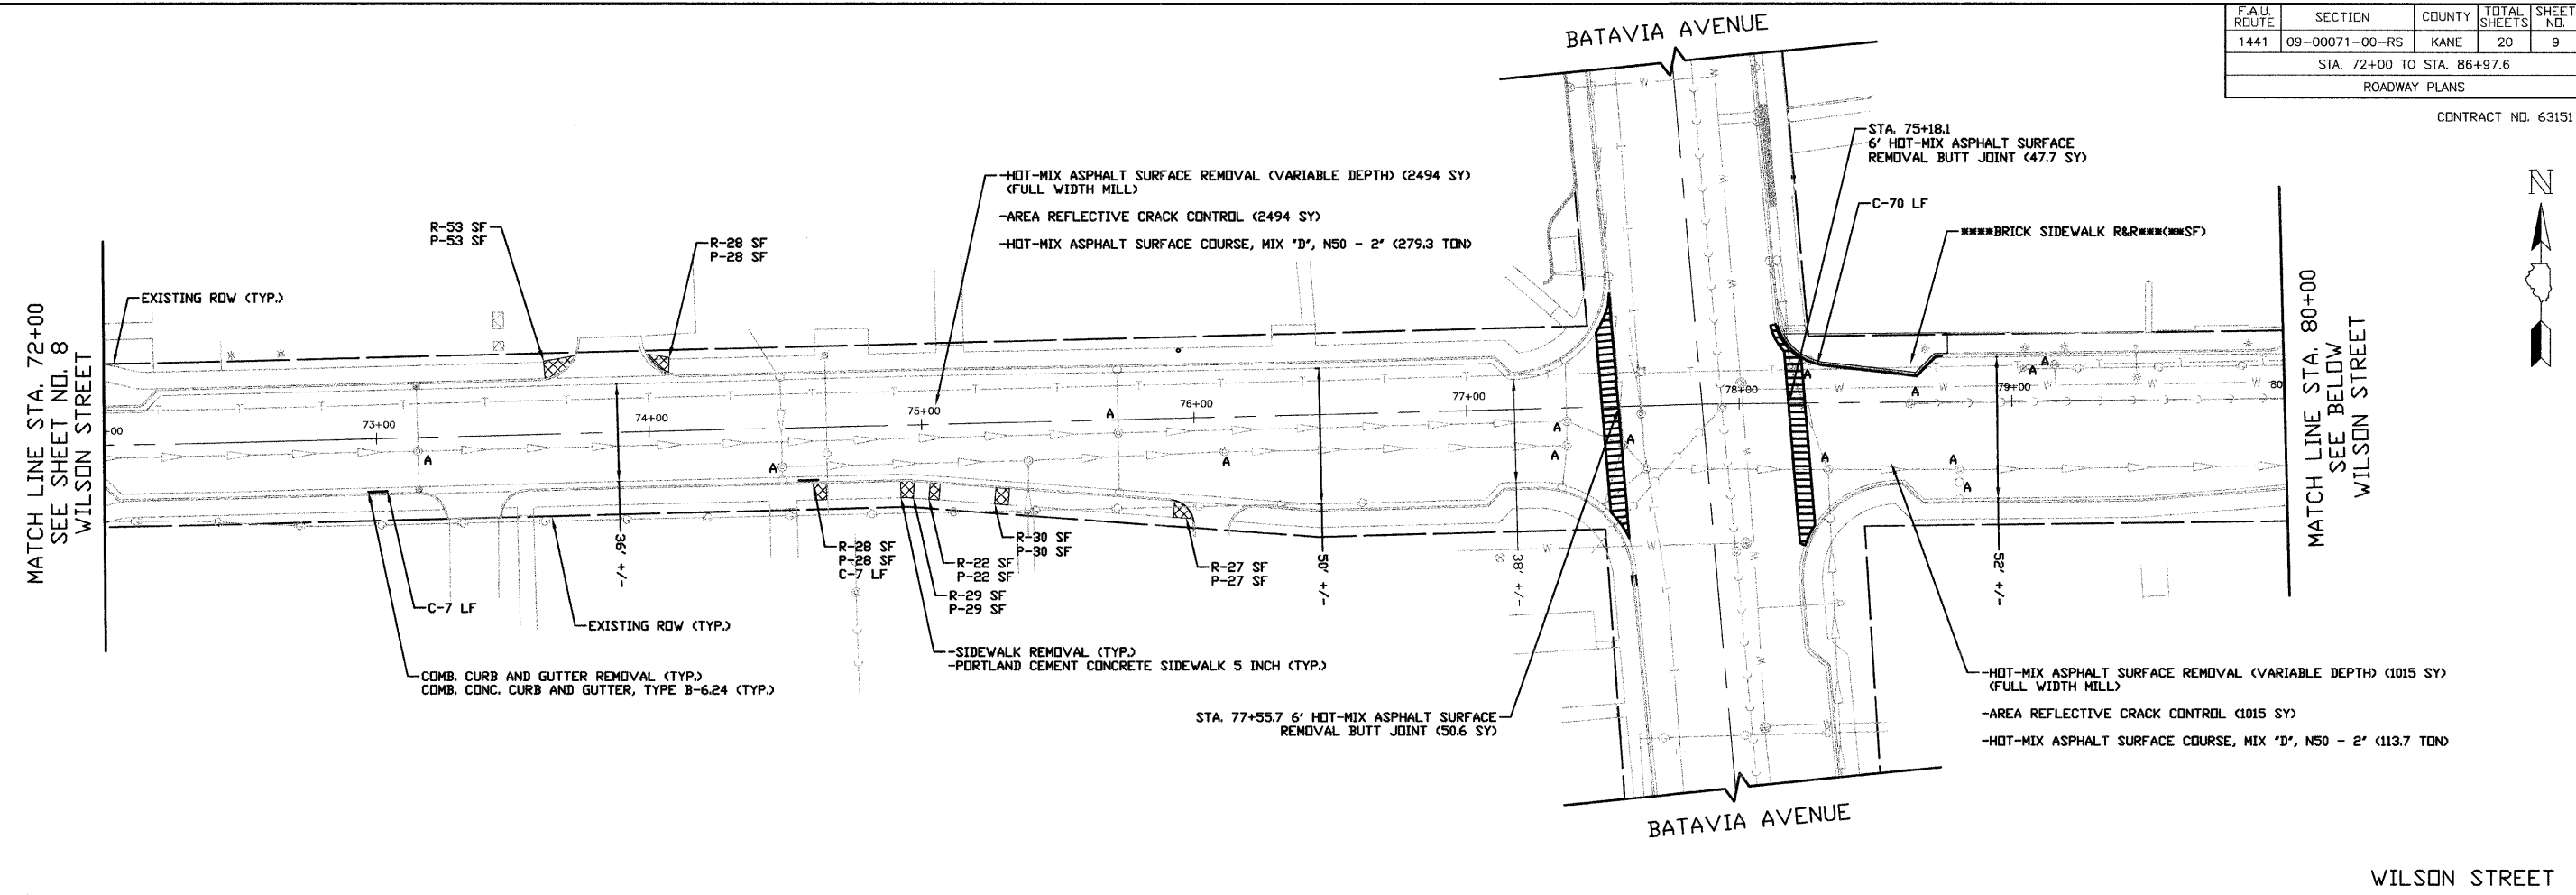 F.A.U. ROUTE SECTION COUNTY TOTAL SHEETS SHEET NO.
1441 09-00071-00-RS KANE 20 9
STA. 72+00 TO STA. 86+97.6
ROADWAY PLANS
CONTRACT NO. 63151
BATAVIA AVENUE
N
STA. 75+18.1
6' HOT-MIX ASPHALT SURFACE
REMOVAL BUTT JOINT (47.7 SY)
C-70 LF
****BRICK SIDEWALK R&R***(**SF)
-HOT-MIX ASPHALT SURFACE REMOVAL (VARIABLE DEPTH) (2494 SY)
(FULL WIDTH MILL)
-AREA REFLECTIVE CRACK CONTROL (2494 SY)
-HOT-MIX ASPHALT SURFACE COURSE, MIX "D", N50 - 2" (279.3 TON)
R-53 SF
P-53 SF
R-28 SF
P-28 SF
EXISTING ROW (TYP.)
MATCH LINE STA. 72+00
SEE SHEET NO. 8
WILSON STREET
+00
73+00
74+00
75+00
76+00
77+00
78+00
79+00
80
A
A
A
A
A
A
A
A
A
A
A
A
A
A
36' +/-
50' +/-
38' +/-
52' +/-
MATCH LINE STA. 80+00
SEE BELOW
WILSON STREET
R-28 SF
P-28 SF
C-7 LF
R-22 SF
P-22 SF
R-29 SF
P-29 SF
R-30 SF
P-30 SF
R-27 SF
P-27 SF
C-7 LF
EXISTING ROW (TYP.)
-SIDEWALK REMOVAL (TYP.)
-PORTLAND CEMENT CONCRETE SIDEWALK 5 INCH (TYP.)
COMB. CURB AND GUTTER REMOVAL (TYP.)
COMB. CONC. CURB AND GUTTER, TYPE B-6.24 (TYP.)
STA. 77+55.7 6' HOT-MIX ASPHALT SURFACE
REMOVAL BUTT JOINT (50.6 SY)
-HOT-MIX ASPHALT SURFACE REMOVAL (VARIABLE DEPTH) (1015 SY)
(FULL WIDTH MILL)
-AREA REFLECTIVE CRACK CONTROL (1015 SY)
-HOT-MIX ASPHALT SURFACE COURSE, MIX "D", N50 - 2" (113.7 TON)
BATAVIA AVENUE
WILSON STREET